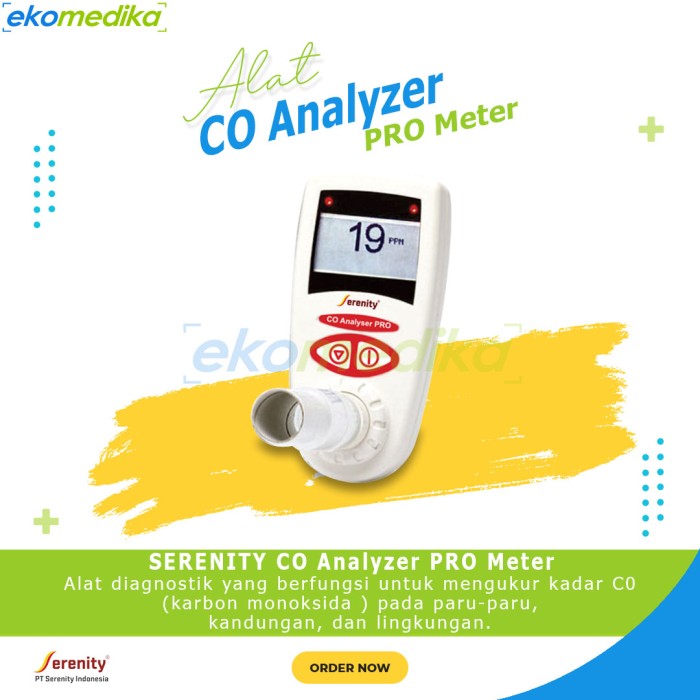 ekomedika
Alat
CO Analyzer
PRO Meter
19 PPM
Serenity®
CO Analyser PRO
ekomedika
SERENITY CO Analyzer PRO Meter
Alat diagnostik yang berfungsi untuk mengukur kadar C0
(karbon monoksida ) pada paru-paru,
kandungan, dan lingkungan.
Serenity®
PT Serenity Indonesia
ORDER NOW